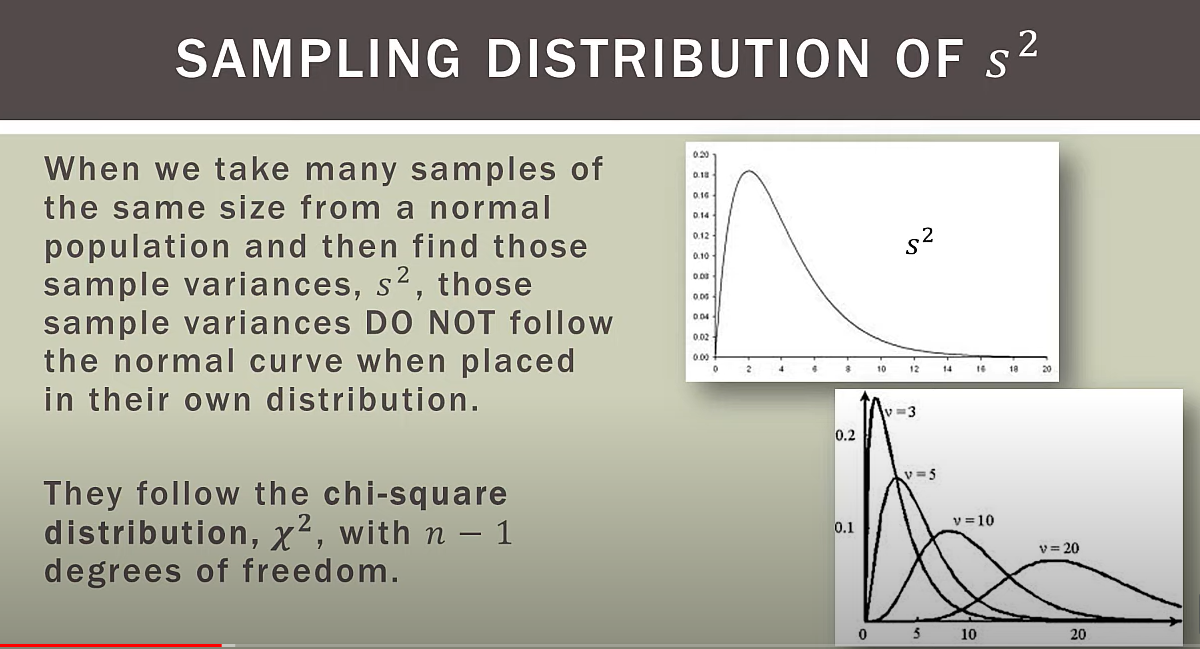 SAMPLING DISTRIBUTION OF s²
When we take many samples of
the same size from a normal
population and then find those
sample variances, s², those
sample variances DO NOT follow
the normal curve when placed
in their own distribution.
They follow the chi-square
distribution, χ², with n − 1
degrees of freedom.
0.20
0.18
0.16
0.14
0.12
0.10
0.08
0.06
0.04
0.02
0.00
0 2 4 6 8 10 12 14 16 18 20
s²
0.2
0.1
ν = 3
ν = 5
ν = 10
ν = 20
0 5 10 20